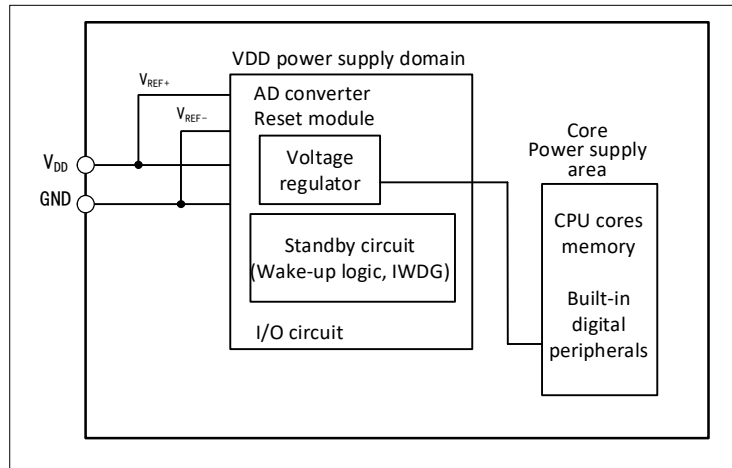 VDD power supply domain
VREF+
AD converter
Reset module
VREF-
VDD
GND
Voltage
regulator
Standby circuit
(Wake-up logic, IWDG)
I/O circuit
Core
Power supply
area
CPU cores
memory
Built-in
digital
peripherals